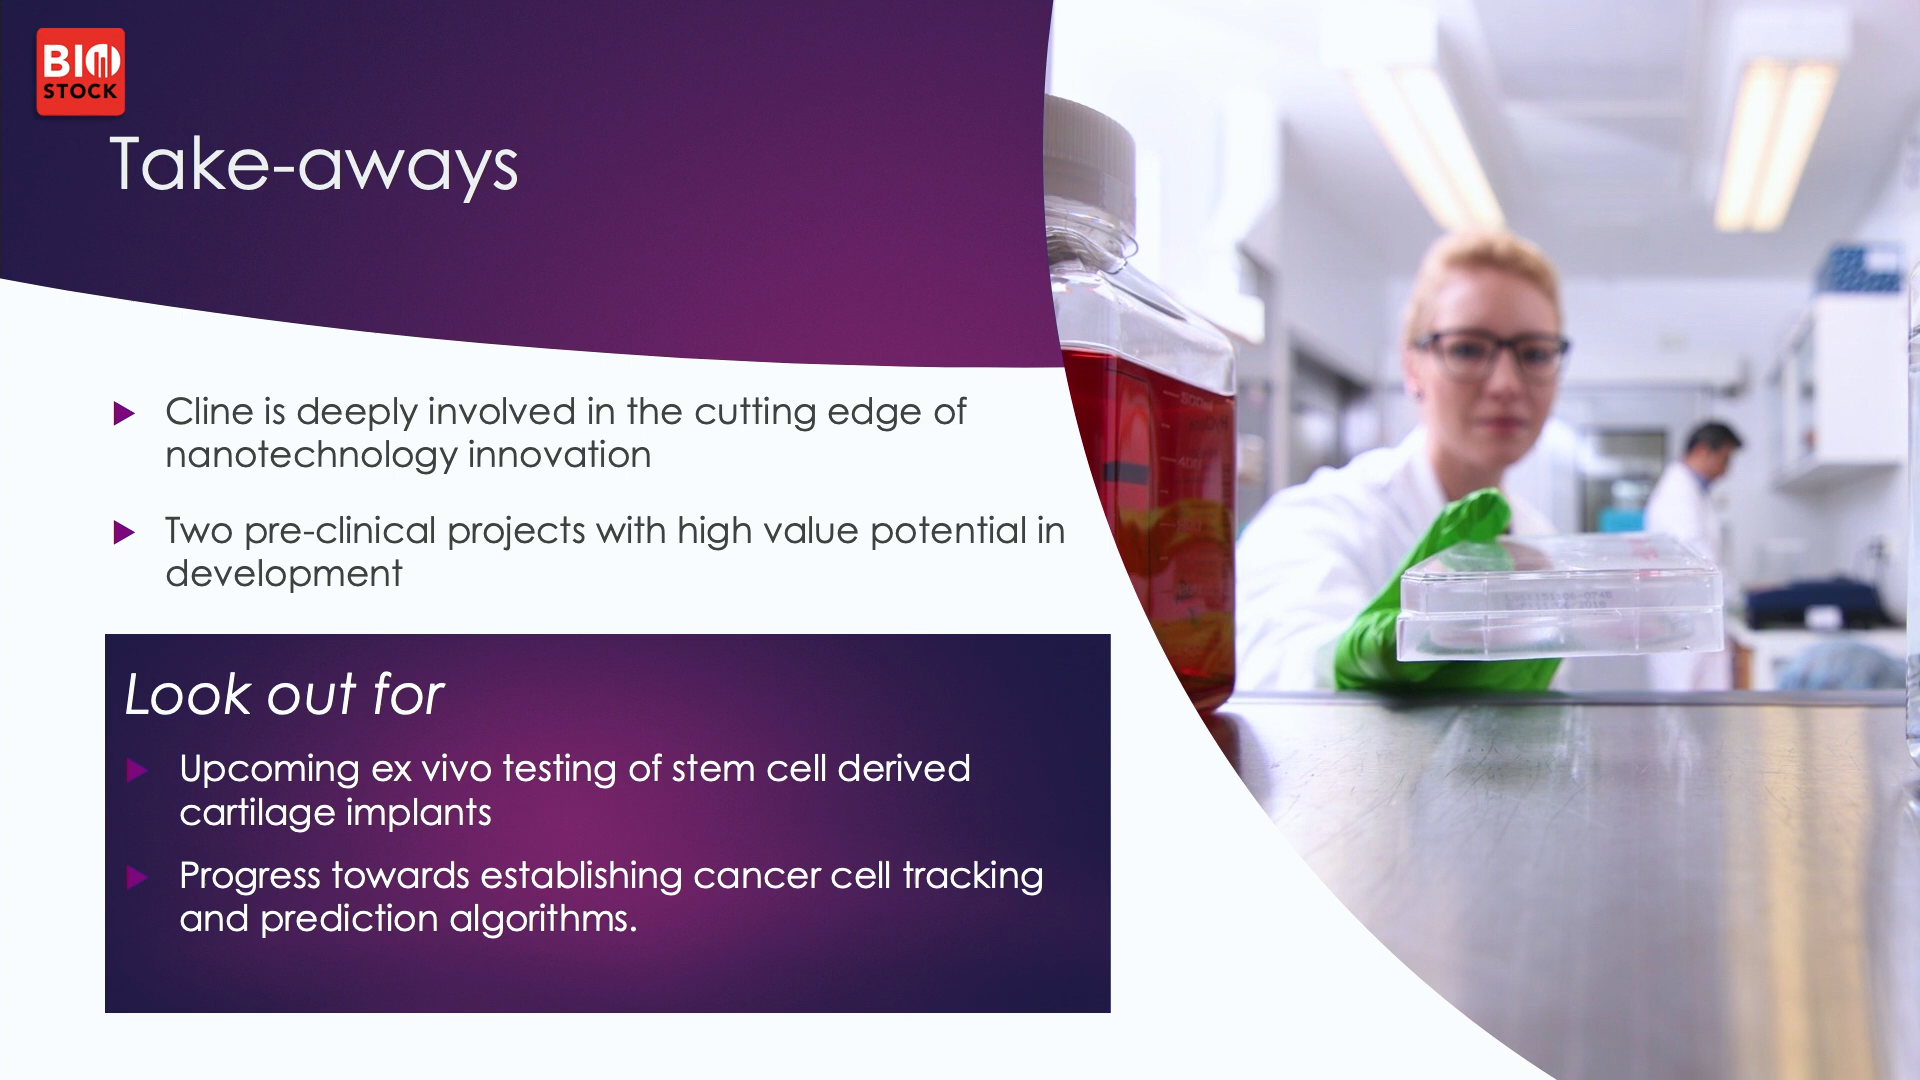 BIO
STOCK
Take-aways
Cline is deeply involved in the cutting edge of
nanotechnology innovation
Two pre-clinical projects with high value potential in
development
Look out for
Upcoming ex vivo testing of stem cell derived
cartilage implants
Progress towards establishing cancer cell tracking
and prediction algorithms.